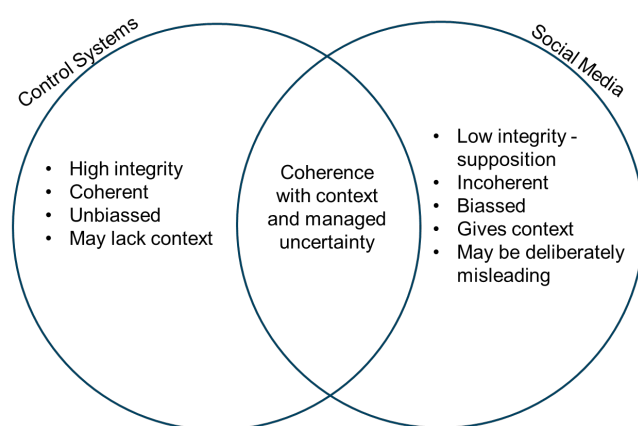 Control Systems
Social Media
• High integrity
• Coherent
• Unbiassed
• May lack context
Coherence
with context
and managed
uncertainty
• Low integrity -
supposition
• Incoherent
• Biassed
• Gives context
• May be deliberately
misleading